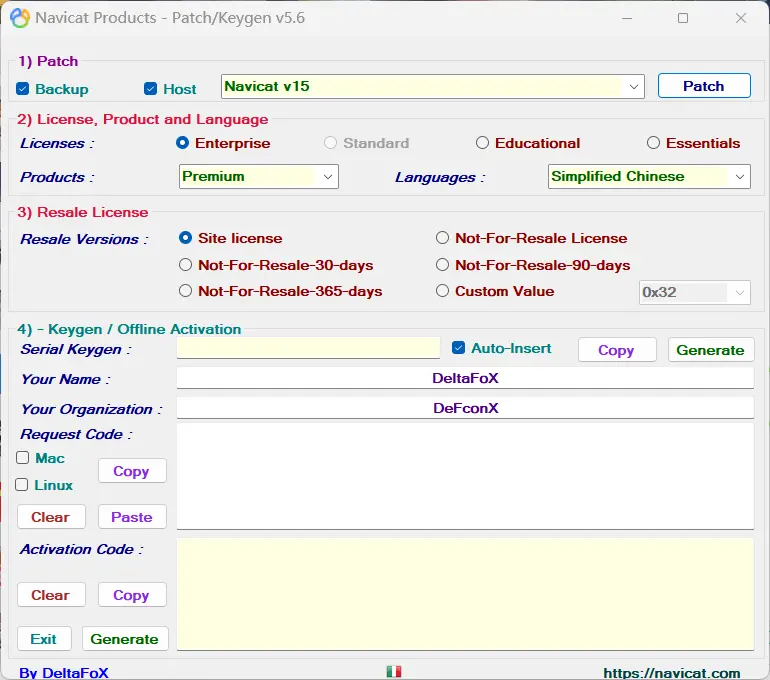 Navicat Products - Patch/Keygen v5.6
1) Patch
Backup Host Navicat v15 Patch
2) License, Product and Language
Licenses : Enterprise Standard Educational Essentials
Products : Premium Languages : Simplified Chinese
3) Resale License
Resale Versions : Site license Not-For-Resale License
Not-For-Resale-30-days Not-For-Resale-90-days
Not-For-Resale-365-days Custom Value 0x32
4) - Keygen / Offline Activation
Serial Keygen : Auto-Insert Copy Generate
Your Name : DeltaFoX
Your Organization : DeFconX
Request Code :
Mac
Copy
Linux
Clear Paste
Activation Code :
Clear Copy
Exit Generate
By DeltaFoX https://navicat.com